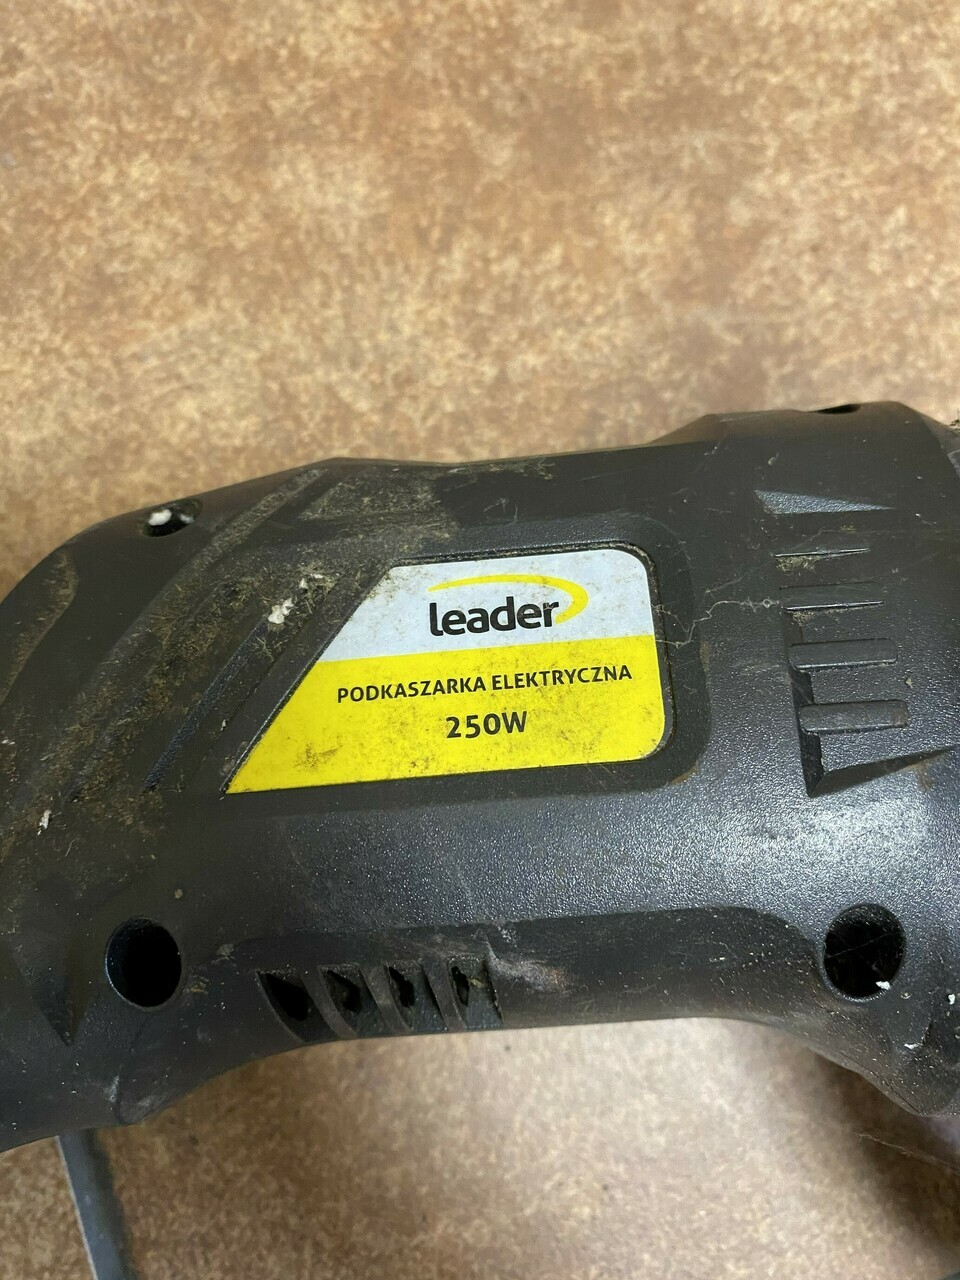 leader
PODKASZARKA ELEKTRYCZNA
250W